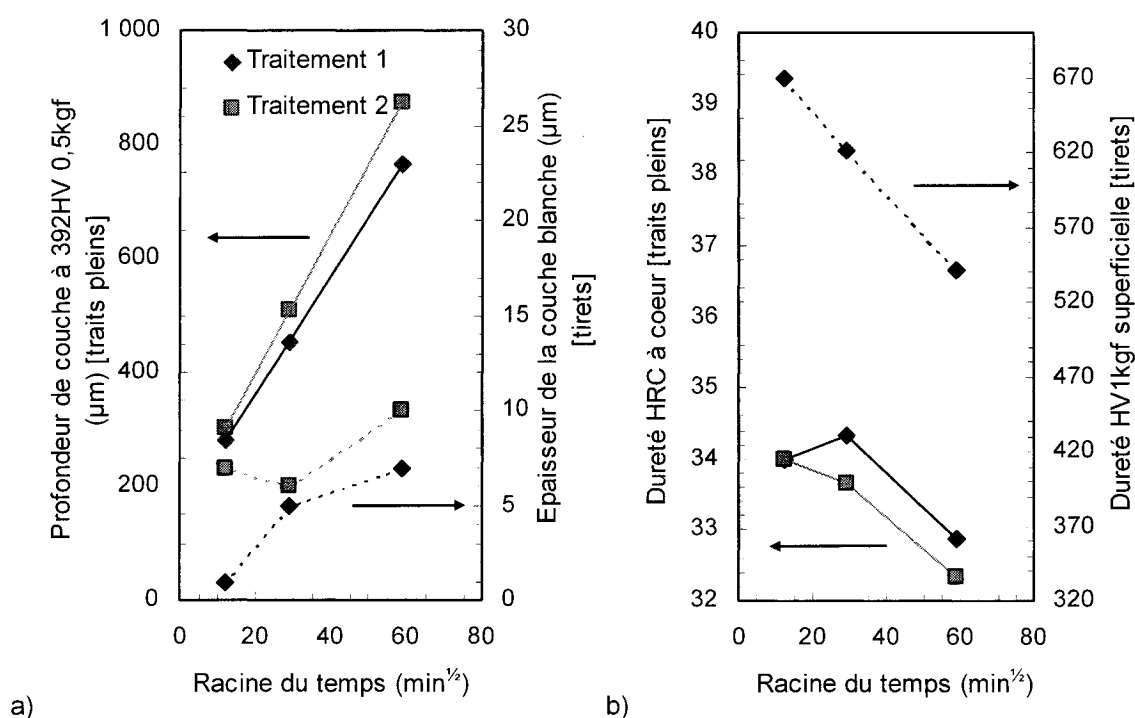 1 000
800
600
400
200
0
Profondeur de couche à 392HV 0,5kgf
(µm) [traits pleins]
Traitement 1
Traitement 2
30
25
20
15
10
5
0
Epaisseur de la couche blanche (µm)
[tirets]
0 20 40 60 80
Racine du temps (min½)
a)
40
39
38
37
36
35
34
33
32
Dureté HRC à coeur [traits pleins]
670
620
570
520
470
420
370
320
Dureté HV1kgf superficielle [tirets]
0 20 40 60 80
Racine du temps (min½)
b)